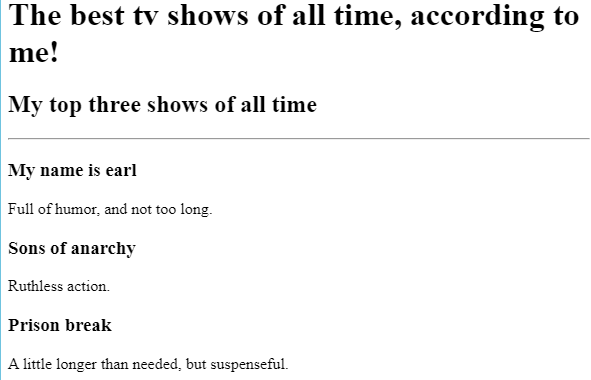 The best tv shows of all time, according to
me!
My top three shows of all time
My name is earl
Full of humor, and not too long.
Sons of anarchy
Ruthless action.
Prison break
A little longer than needed, but suspenseful.